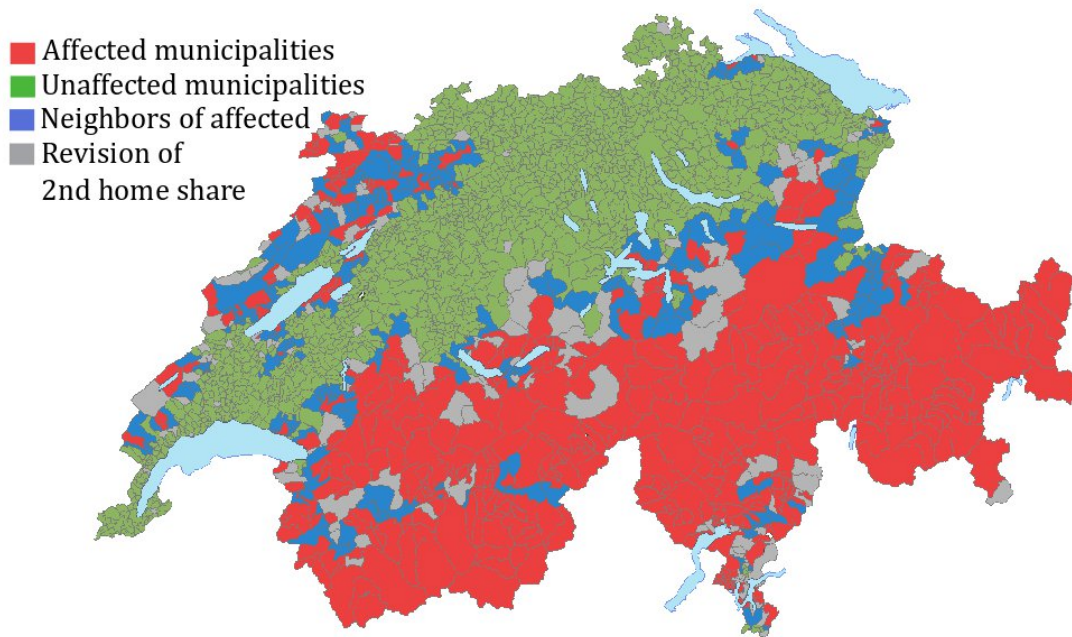 Affected municipalities
Unaffected municipalities
Neighbors of affected
Revision of
2nd home share